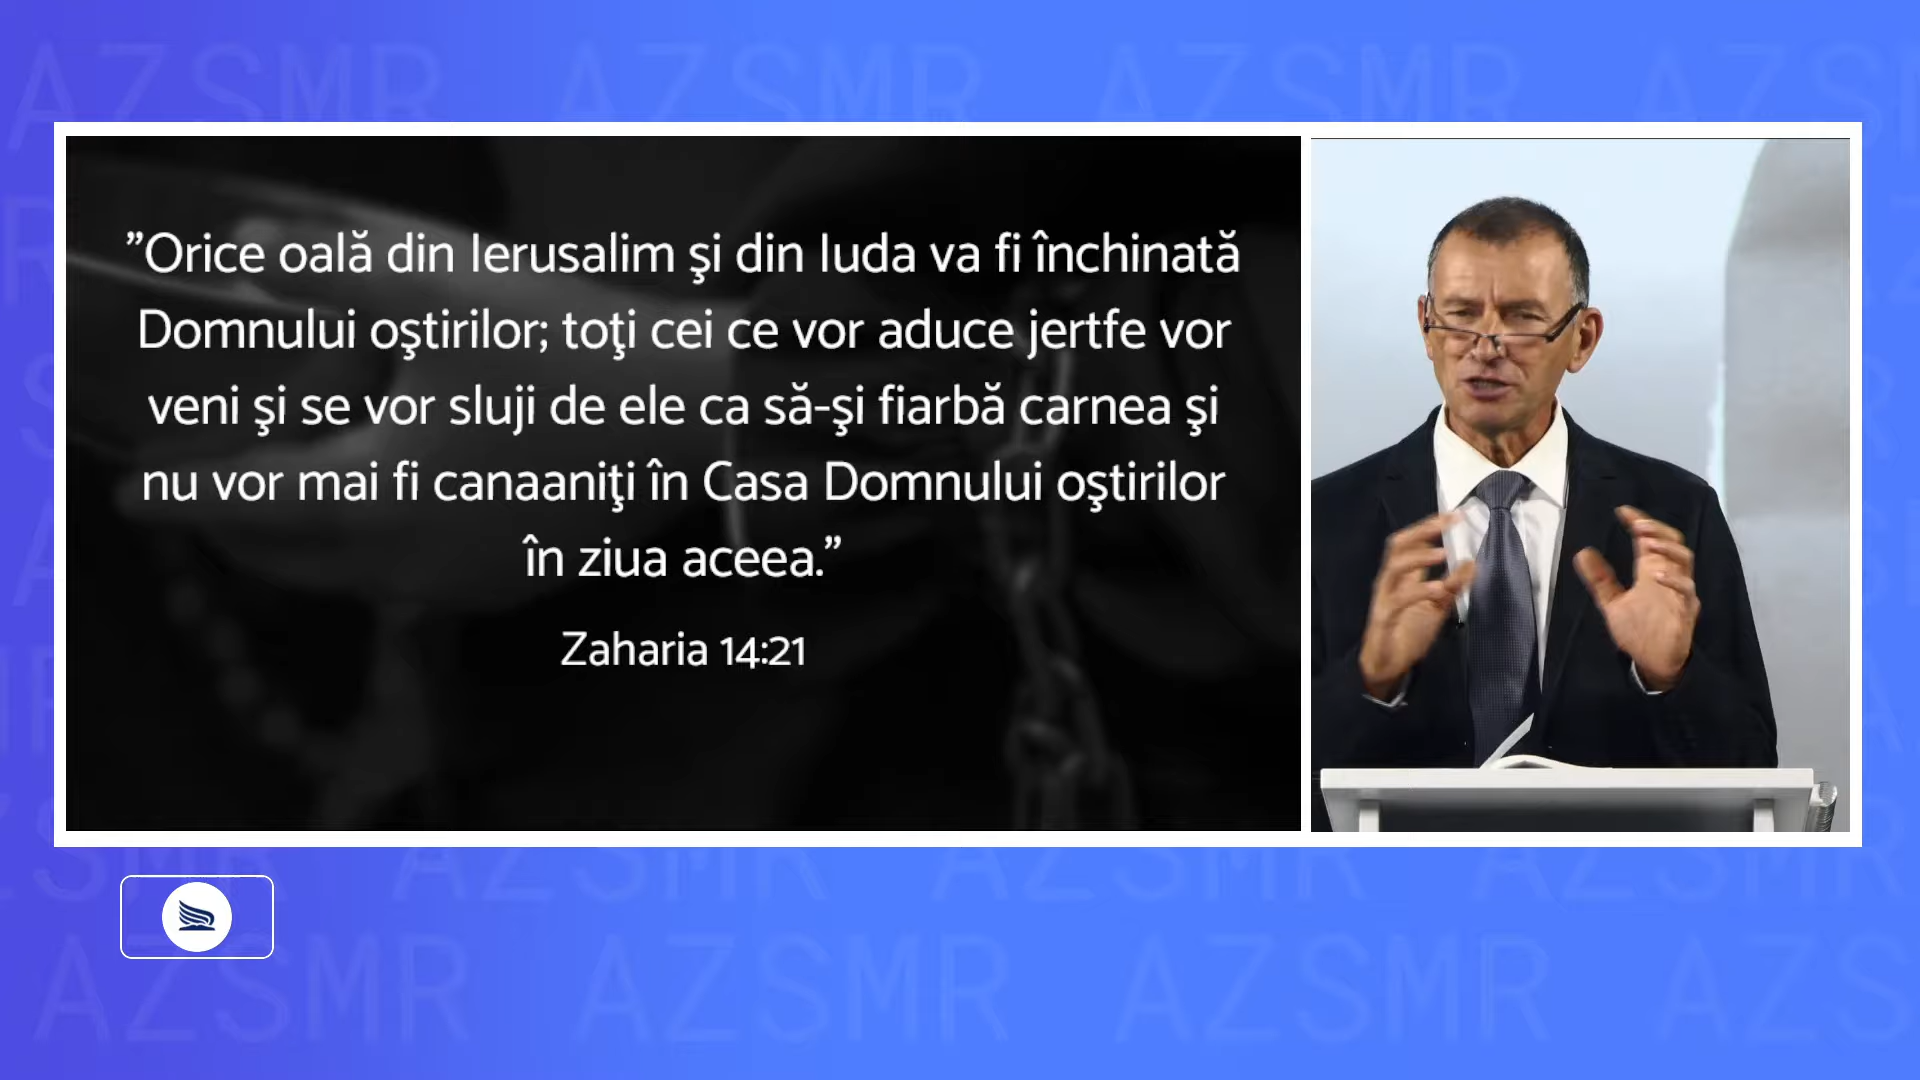 AZSMR AZSMR AZSMR AZS
”Orice oală din Ierusalim şi din Iuda va fi închinată
Domnului oştirilor; toţi cei ce vor aduce jertfe vor
veni şi se vor sluji de ele ca să-şi fiarbă carnea şi
nu vor mai fi canaaniţi în Casa Domnului oştirilor
în ziua aceea.”
Zaharia 14:21
AZSMR AZSMR AZSMR AZS